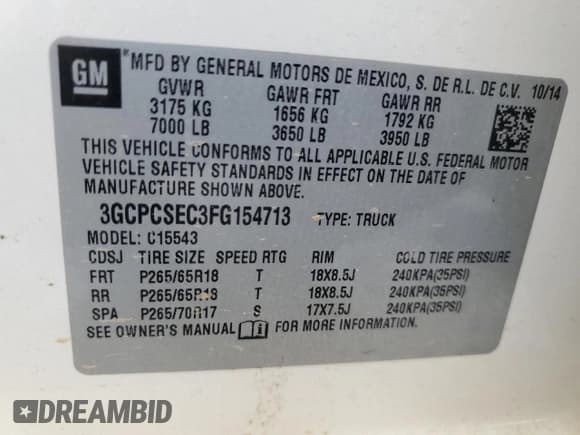 GM
MFD BY GENERAL MOTORS DE MEXICO, S. DE R.L. DE C.V. 10/14
GVWR GAWR FRT GAWR RR
3175 KG 1656 KG 1792 KG
7000 LB 3650 LB 3950 LB
THIS VEHICLE CONFORMS TO ALL APPLICABLE U.S. FEDERAL MOTOR
VEHICLE SAFETY STANDARDS IN EFFECT ON THE DATE OF
MANUFACTURE SHOWN ABOVE.
3GCPCSEC3FG154713 TYPE: TRUCK
MODEL: C15543
CDSJ TIRE SIZE SPEED RTG RIM COLD TIRE PRESSURE
FRT P265/65R18 T 18X8.5J 240KPA(35PSI)
RR P265/65R18 T 18X8.5J 240KPA(35PSI)
SPA P265/70R17 S 17X7.5J 240KPA(35PSI)
SEE OWNER'S MANUAL FOR MORE INFORMATION.
DREAMBID